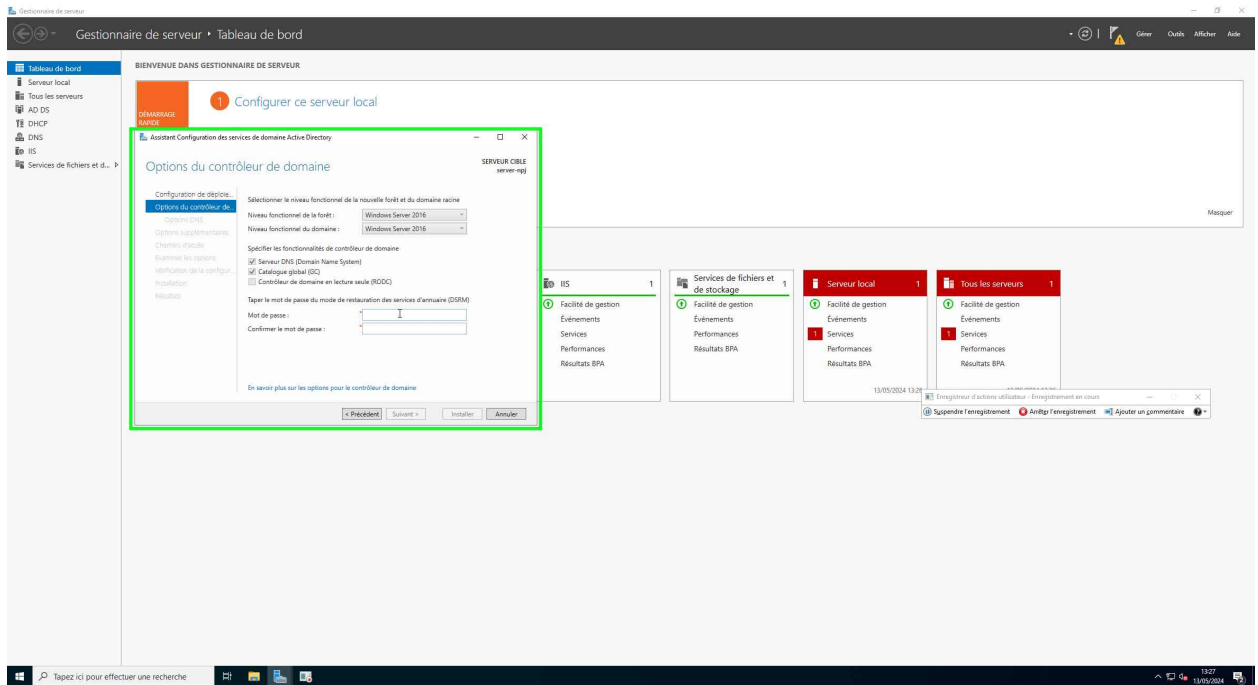 Gestionnaire de serveur
Gestionnaire de serveur • Tableau de bord
Gérer Outils Afficher Aide
Tableau de bord
Serveur local
Tous les serveurs
AD DS
DHCP
DNS
IIS
Services de fichiers et d...
BIENVENUE DANS GESTIONNAIRE DE SERVEUR
DÉMARRAGE
RAPIDE
1 Configurer ce serveur local
Masquer
Assistant Configuration des services de domaine Active Directory
Options du contrôleur de domaine
SERVEUR CIBLE
server-npj
Configuration de déploie...
Options du contrôleur de...
Options DNS
Options supplémentaires
Chemins d'accès
Examiner les options
Vérification de la configur...
Installation
Résultats
Sélectionner le niveau fonctionnel de la nouvelle forêt et du domaine racine
Niveau fonctionnel de la forêt : Windows Server 2016
Niveau fonctionnel du domaine : Windows Server 2016
Spécifier les fonctionnalités de contrôleur de domaine
Serveur DNS (Domain Name System)
Catalogue global (GC)
Contrôleur de domaine en lecture seule (RODC)
Taper le mot de passe du mode de restauration des services d'annuaire (DSRM)
Mot de passe : *
Confirmer le mot de passe : *
En savoir plus sur les options pour le contrôleur de domaine
< Précédent Suivant > Installer Annuler
IIS 1
Facilité de gestion
Événements
Services
Performances
Résultats BPA
Services de fichiers et
de stockage 1
Facilité de gestion
Événements
Performances
Résultats BPA
Serveur local 1
Facilité de gestion
Événements
1 Services
Performances
Résultats BPA
13/05/2024 13:26
Tous les serveurs 1
Facilité de gestion
Événements
1 Services
Performances
Résultats BPA
Enregistreur d'actions utilisateur - Enregistrement en cours
Suspendre l'enregistrement Arrêter l'enregistrement Ajouter un commentaire
Tapez ici pour effectuer une recherche
13:27
13/05/2024
2